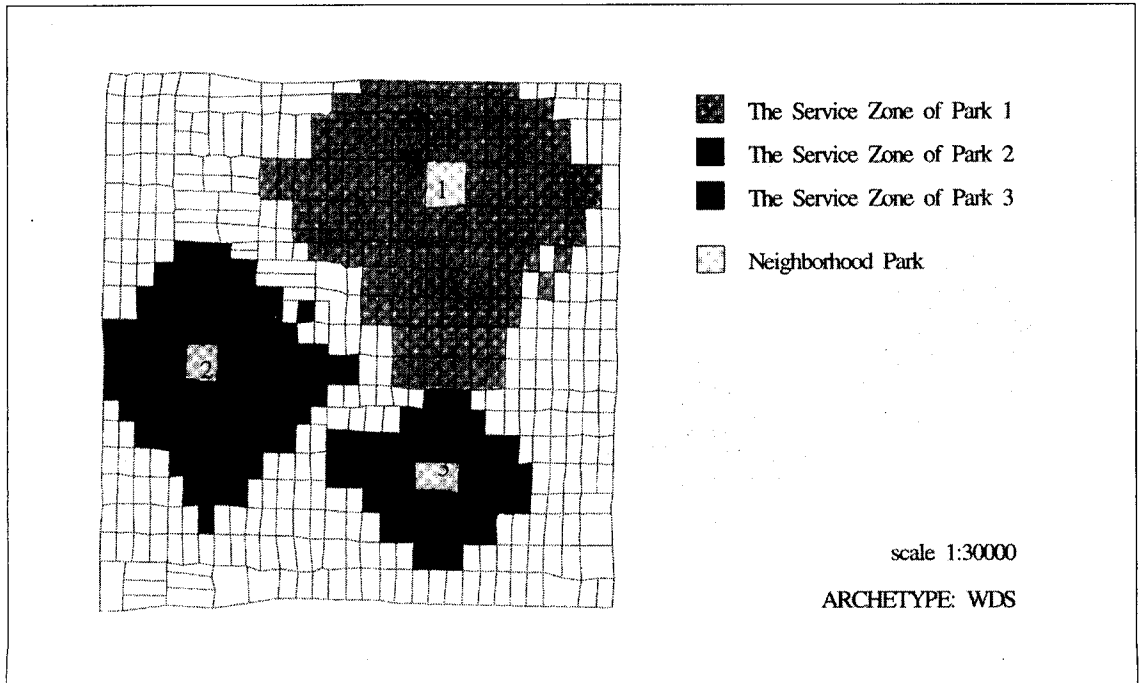 The Service Zone of Park 1
The Service Zone of Park 2
The Service Zone of Park 3
Neighborhood Park
1
2
3
scale 1:30000
ARCHETYPE: WDS